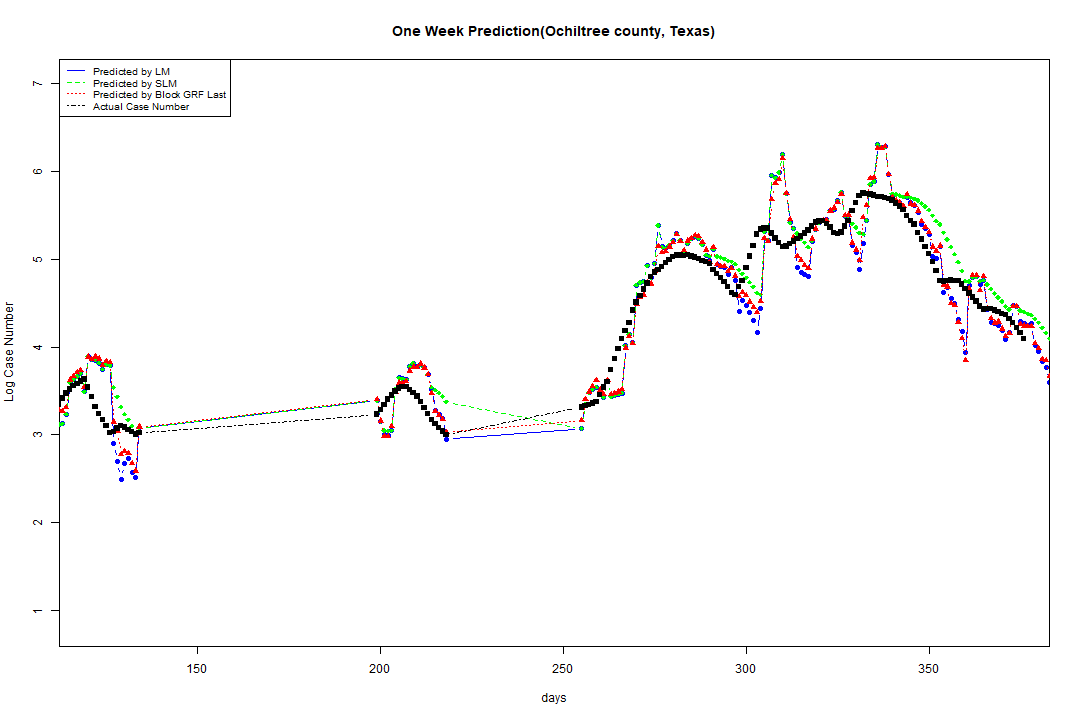 One Week Prediction(Ochiltree county, Texas)
Predicted by LM
Predicted by SLM
Predicted by Block GRF Last
Actual Case Number
Log Case Number
7
6
5
4
3
2
1
150 200 250 300 350
days